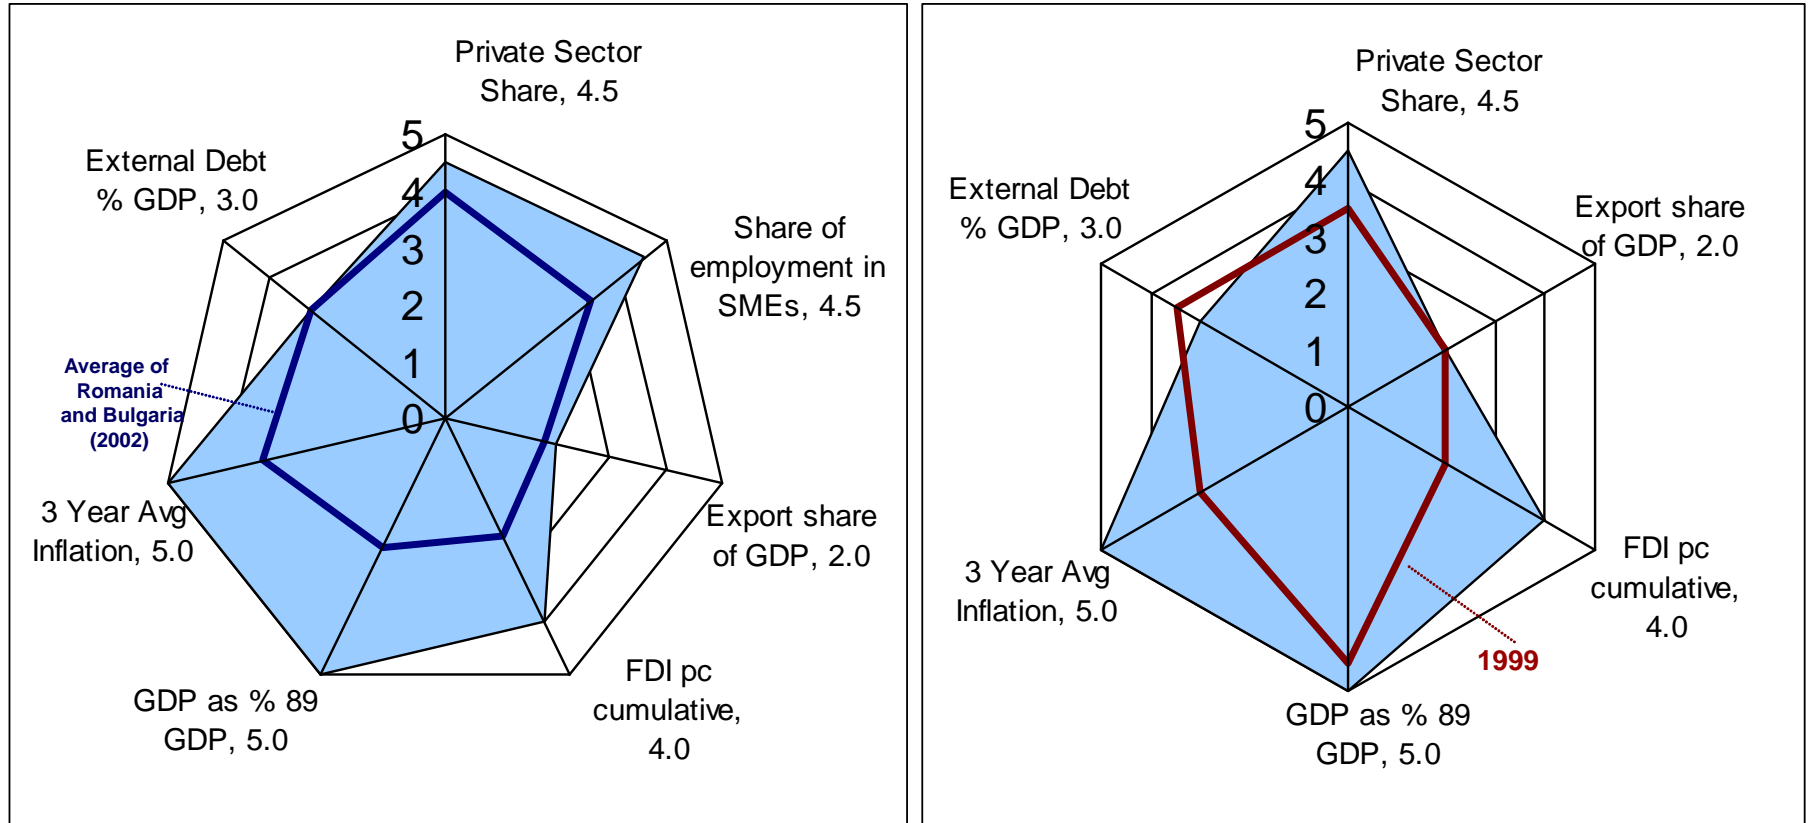 Private Sector
Share, 4.5
Share of
employment in
SMEs, 4.5
Export share
of GDP, 2.0
FDI pc
cumulative,
4.0
GDP as % 89
GDP, 5.0
3 Year Avg
Inflation, 5.0
External Debt
% GDP, 3.0
5
4
3
2
1
0
Average of
Romania
and Bulgaria
(2002)
Private Sector
Share, 4.5
Export share
of GDP, 2.0
FDI pc
cumulative,
4.0
GDP as % 89
GDP, 5.0
3 Year Avg
Inflation, 5.0
External Debt
% GDP, 3.0
5
4
3
2
1
0
1999